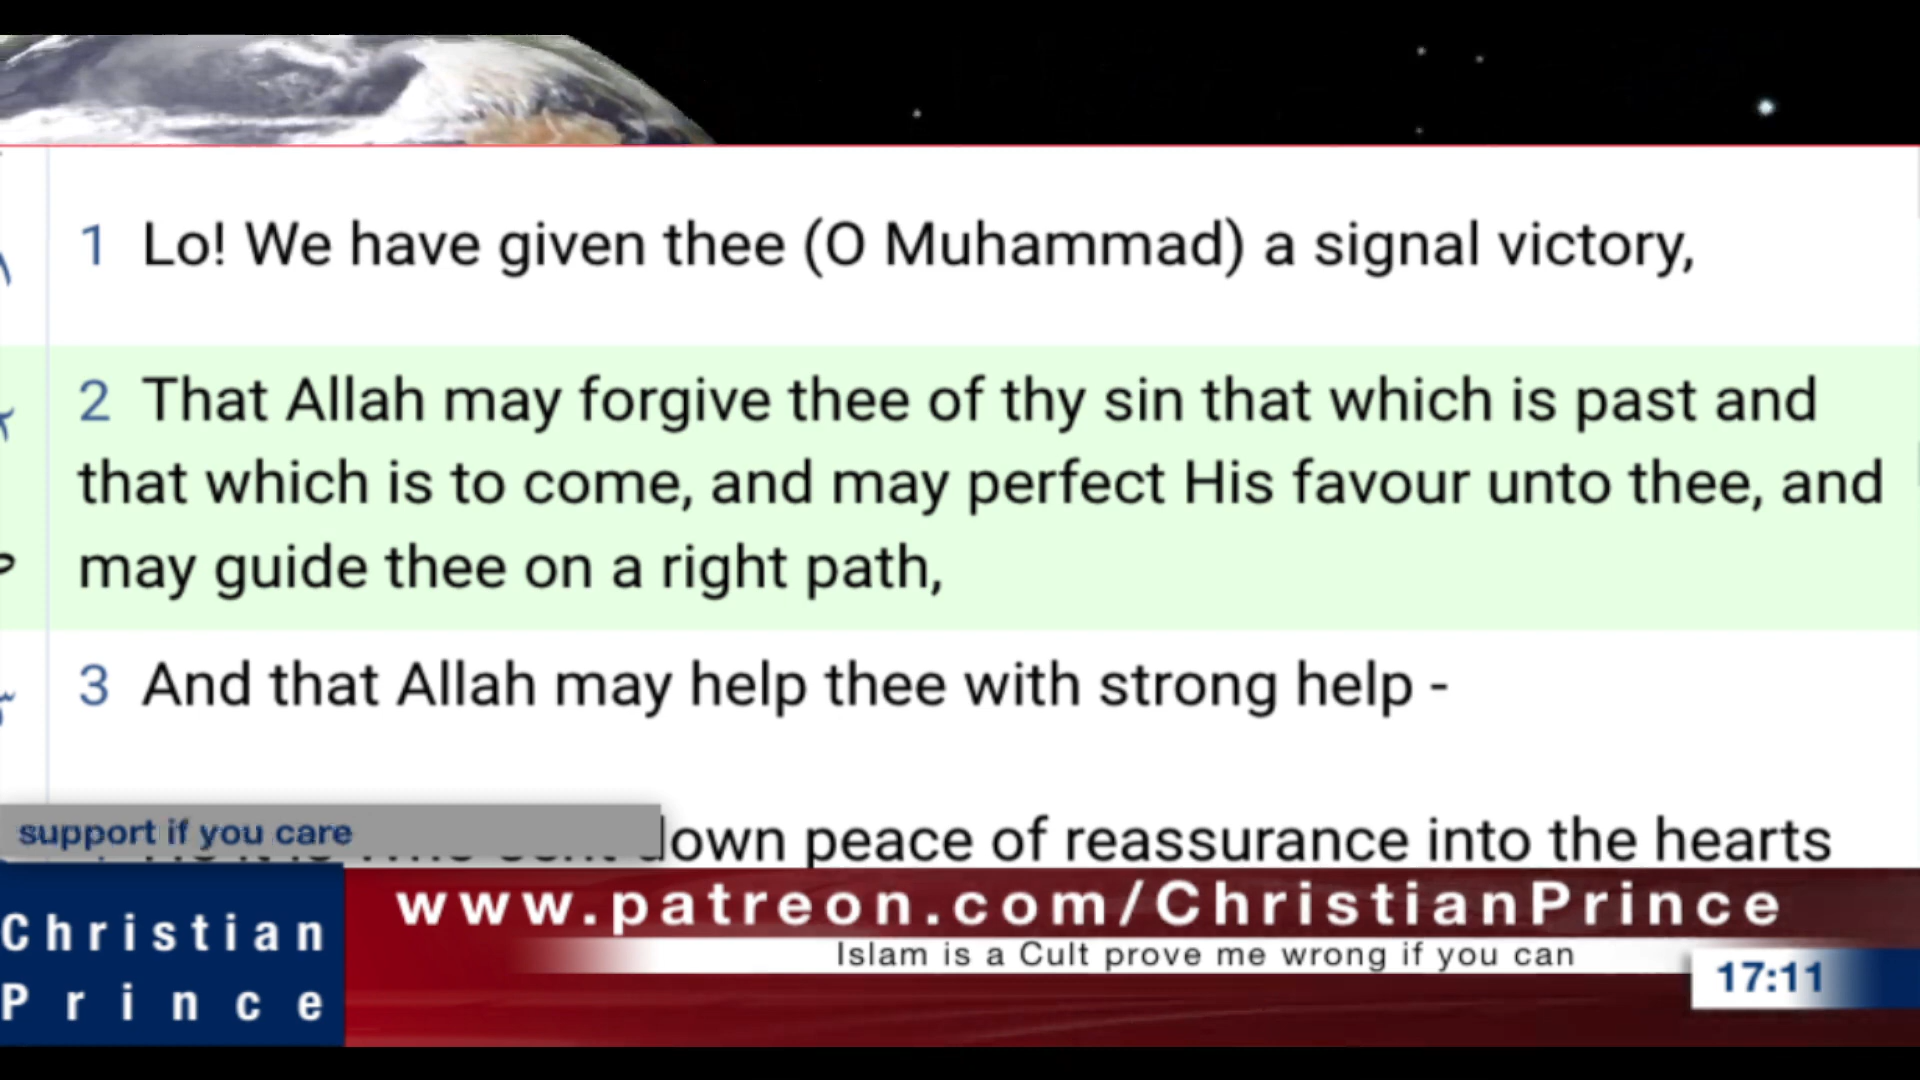 1 Lo! We have given thee (O Muhammad) a signal victory,
2 That Allah may forgive thee of thy sin that which is past and
that which is to come, and may perfect His favour unto thee, and
may guide thee on a right path,
3 And that Allah may help thee with strong help -
down peace of reassurance into the hearts
support if you care
www.patreon.com/ChristianPrince
Islam is a Cult prove me wrong if you can
Christian
Prince
17:11